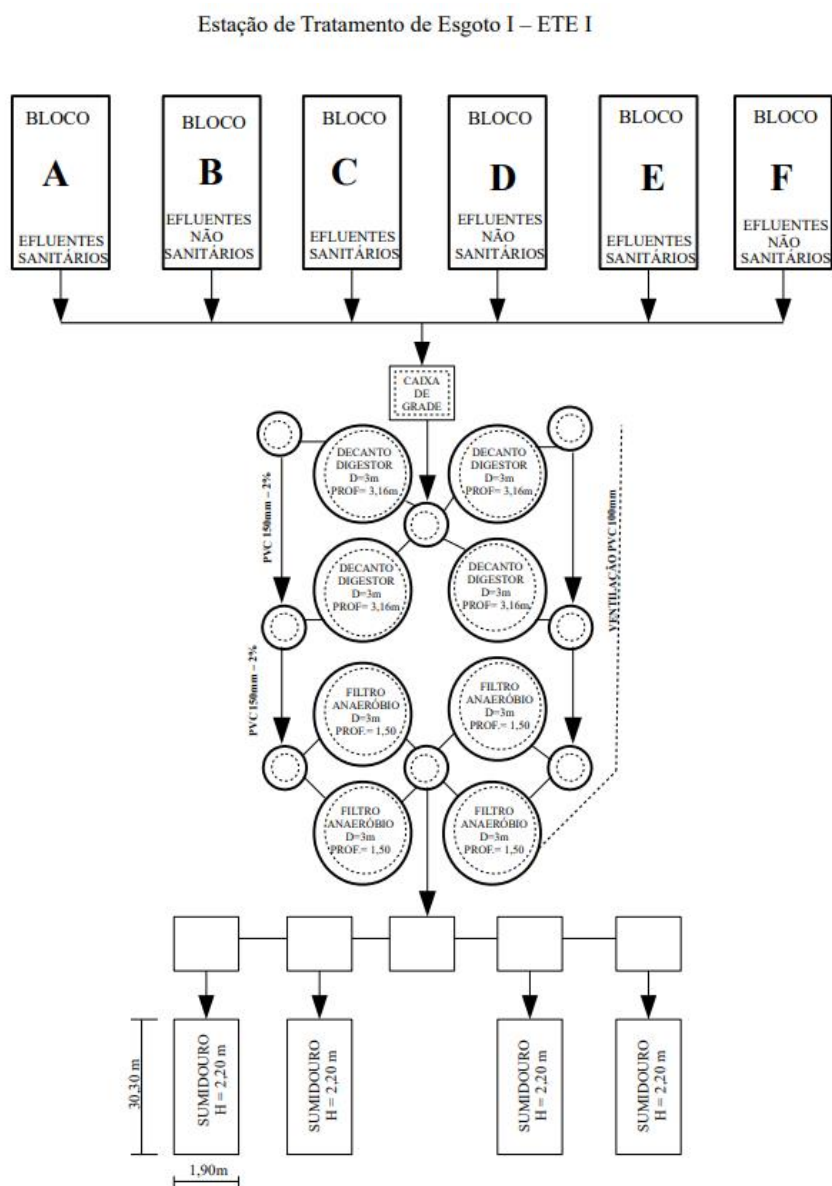 Estação de Tratamento de Esgoto I – ETE I
BLOCO
A
EFLUENTES
SANITÁRIOS
BLOCO
B
EFLUENTES
NÃO
SANITÁRIOS
BLOCO
C
EFLUENTES
SANITÁRIOS
BLOCO
D
EFLUENTES
SANITÁRIOS
BLOCO
E
EFLUENTES
SANITÁRIOS
BLOCO
F
EFLUENTES
NÃO
SANITÁRIOS
CAIXA
DE
GRADE
DECANTO
DIGESTOR
D=3m
PROF= 3,16m
DECANTO
DIGESTOR
D=3m
PROF= 3,16m
PVC 150mm – 2%
VENTILAÇÃO PVC 100mm
DECANTO
DIGESTOR
D=3m
PROF= 3,16m
DECANTO
DIGESTOR
D=3m
PROF= 3,16m
PVC 150mm – 2%
FILTRO
ANAERÓBIO
D=3m
PROF.= 1,50
FILTRO
ANAERÓBIO
D=3m
PROF.= 1,50
FILTRO
ANAERÓBIO
D=3m
PROF.= 1,50
FILTRO
ANAERÓBIO
D=3m
PROF.= 1,50
30,30 m
SUMIDOURO
H = 2,20 m
SUMIDOURO
H = 2,20 m
SUMIDOURO
H = 2,20 m
SUMIDOURO
H = 2,20 m
1,90m